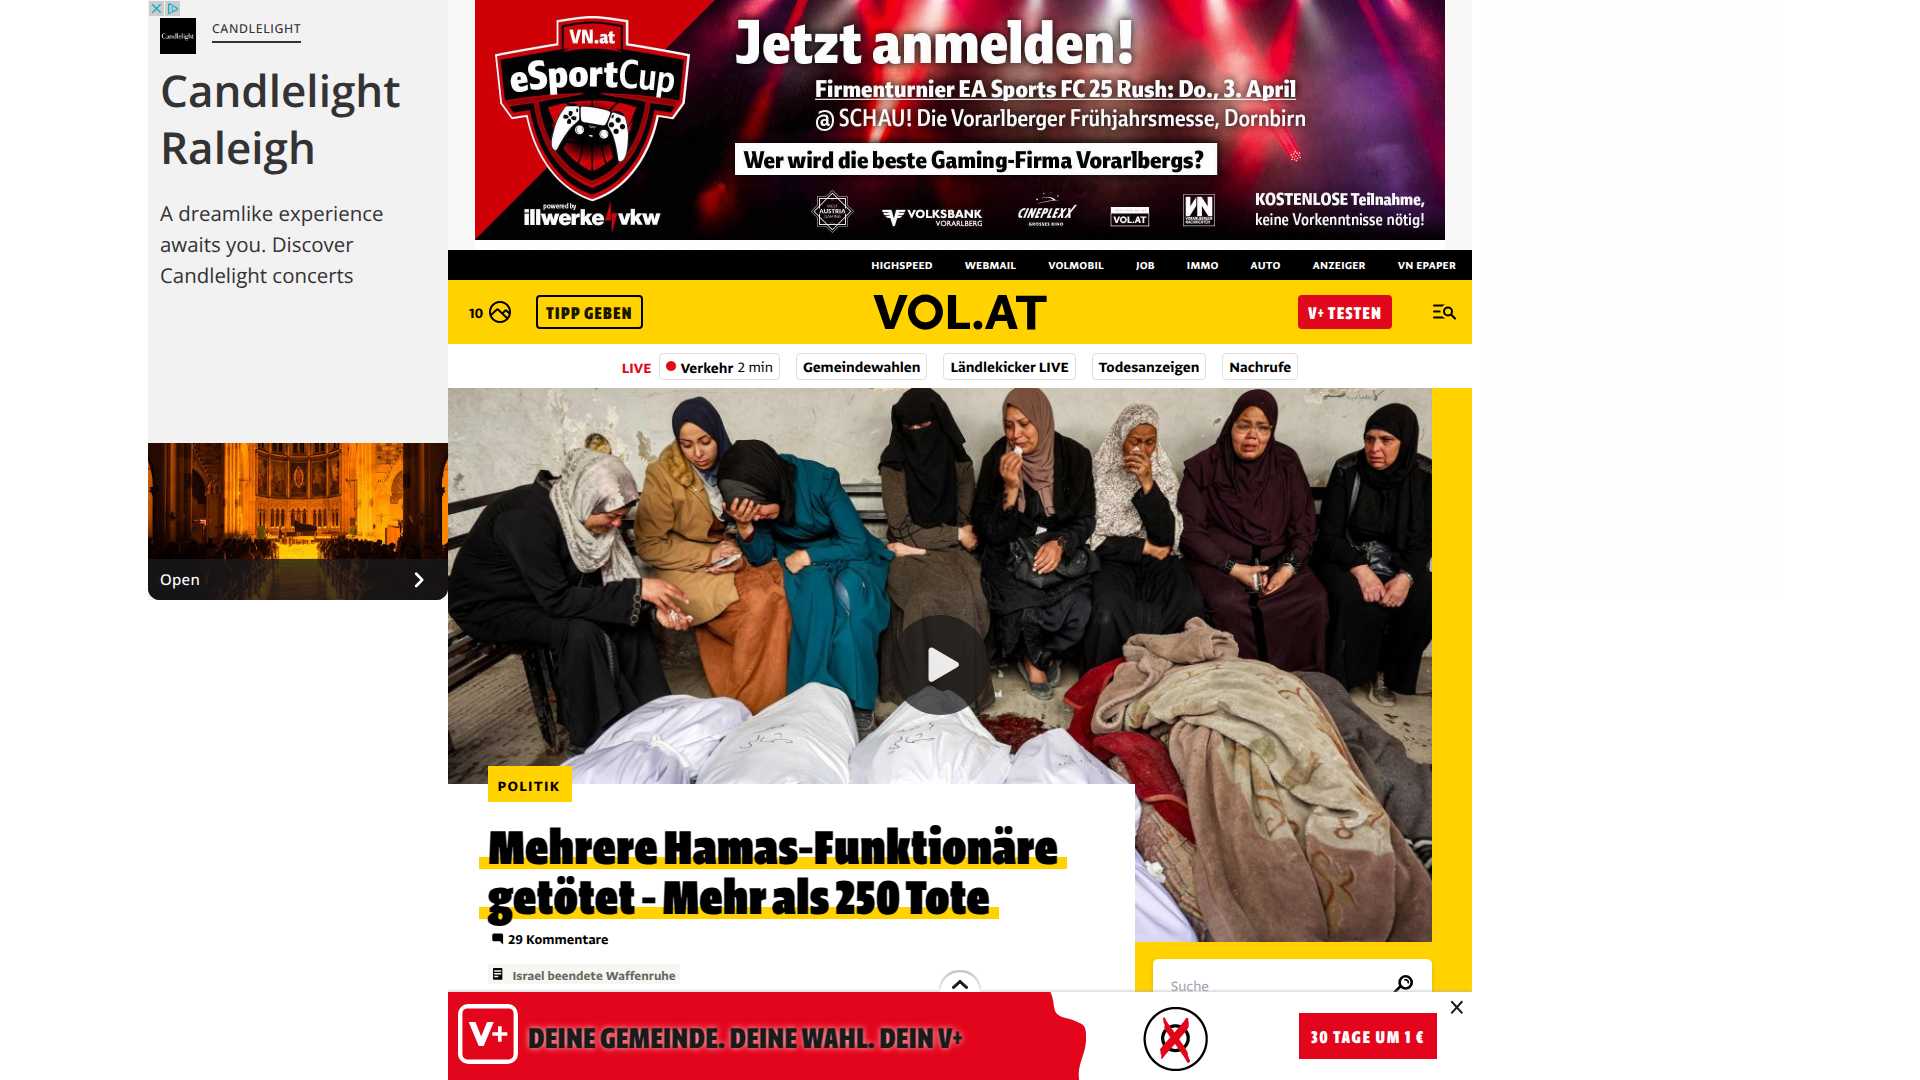 Candlelight
CANDLELIGHT
Candlelight
Raleigh
A dreamlike experience
awaits you. Discover
Candlelight concerts
Open
VN.at
eSportCup
powered by
illwerke vkw
Jetzt anmelden!
Firmenturnier EA Sports FC 25 Rush: Do., 3. April
@ SCHAU! Die Vorarlberger Frühjahrsmesse, Dornbirn
Wer wird die beste Gaming-Firma Vorarlbergs?
AUSTRIA
VOLKSBANK
VORARLBERG
CINEPLEXX
GROSSES KINO
VOL.AT
VN
KOSTENLOSE Teilnahme,
keine Vorkenntnisse nötig!
HIGHSPEED WEBMAIL VOLMOBIL JOB IMMO AUTO ANZEIGER VN EPAPER
10
TIPP GEBEN
VOL.AT
V+ TESTEN
LIVE Verkehr 2 min Gemeindewahlen Ländlekicker LIVE Todesanzeigen Nachrufe
POLITIK
Mehrere Hamas-Funktionäre
getötet - Mehr als 250 Tote
29 Kommentare
Israel beendete Waffenruhe
Suche
V+ DEINE GEMEINDE. DEINE WAHL. DEIN V+
30 TAGE UM 1 €